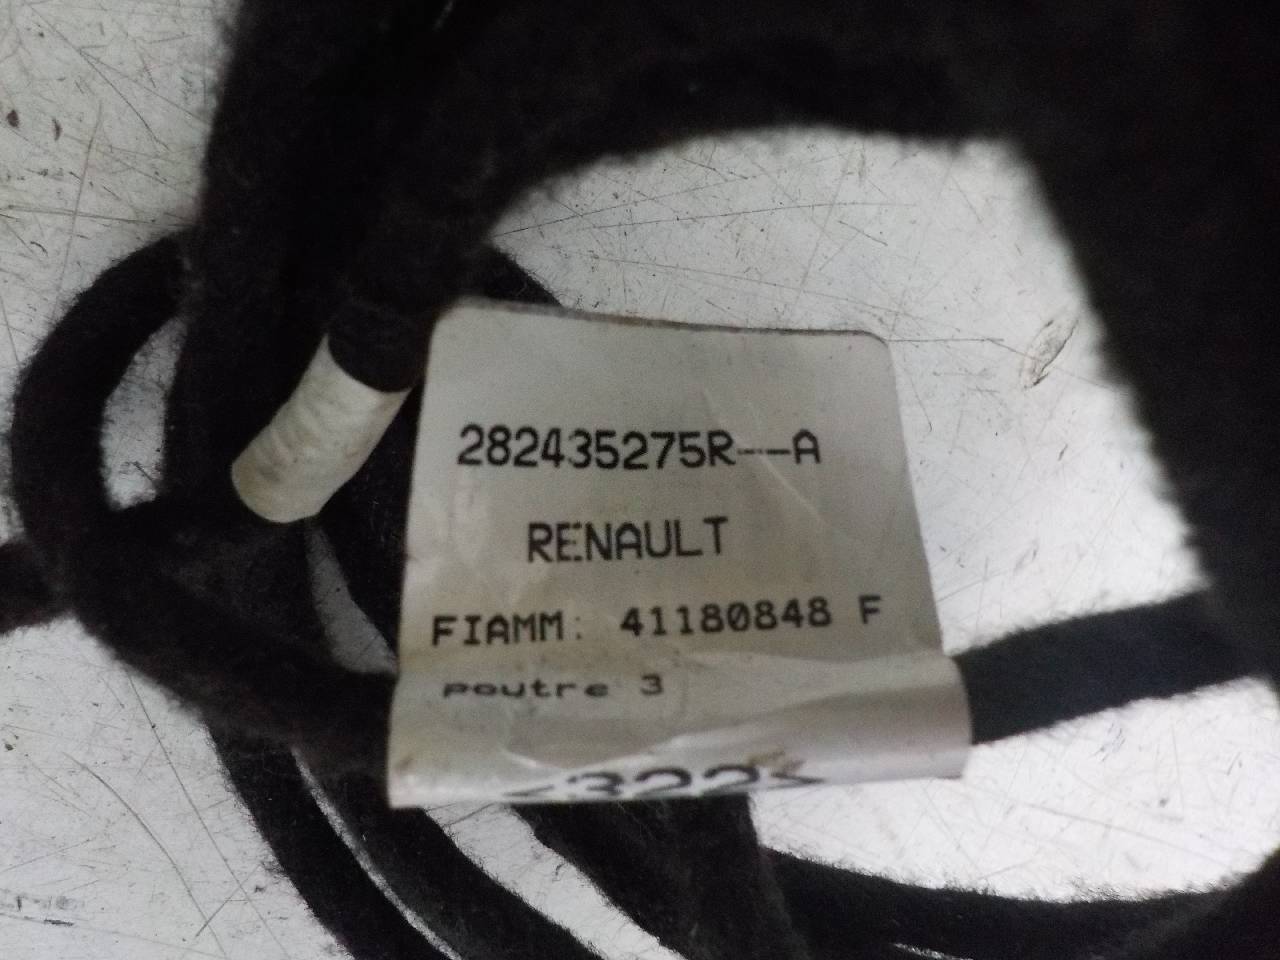 282435275R--A
RENAULT
FIAMM: 41180848 F
poutre 3